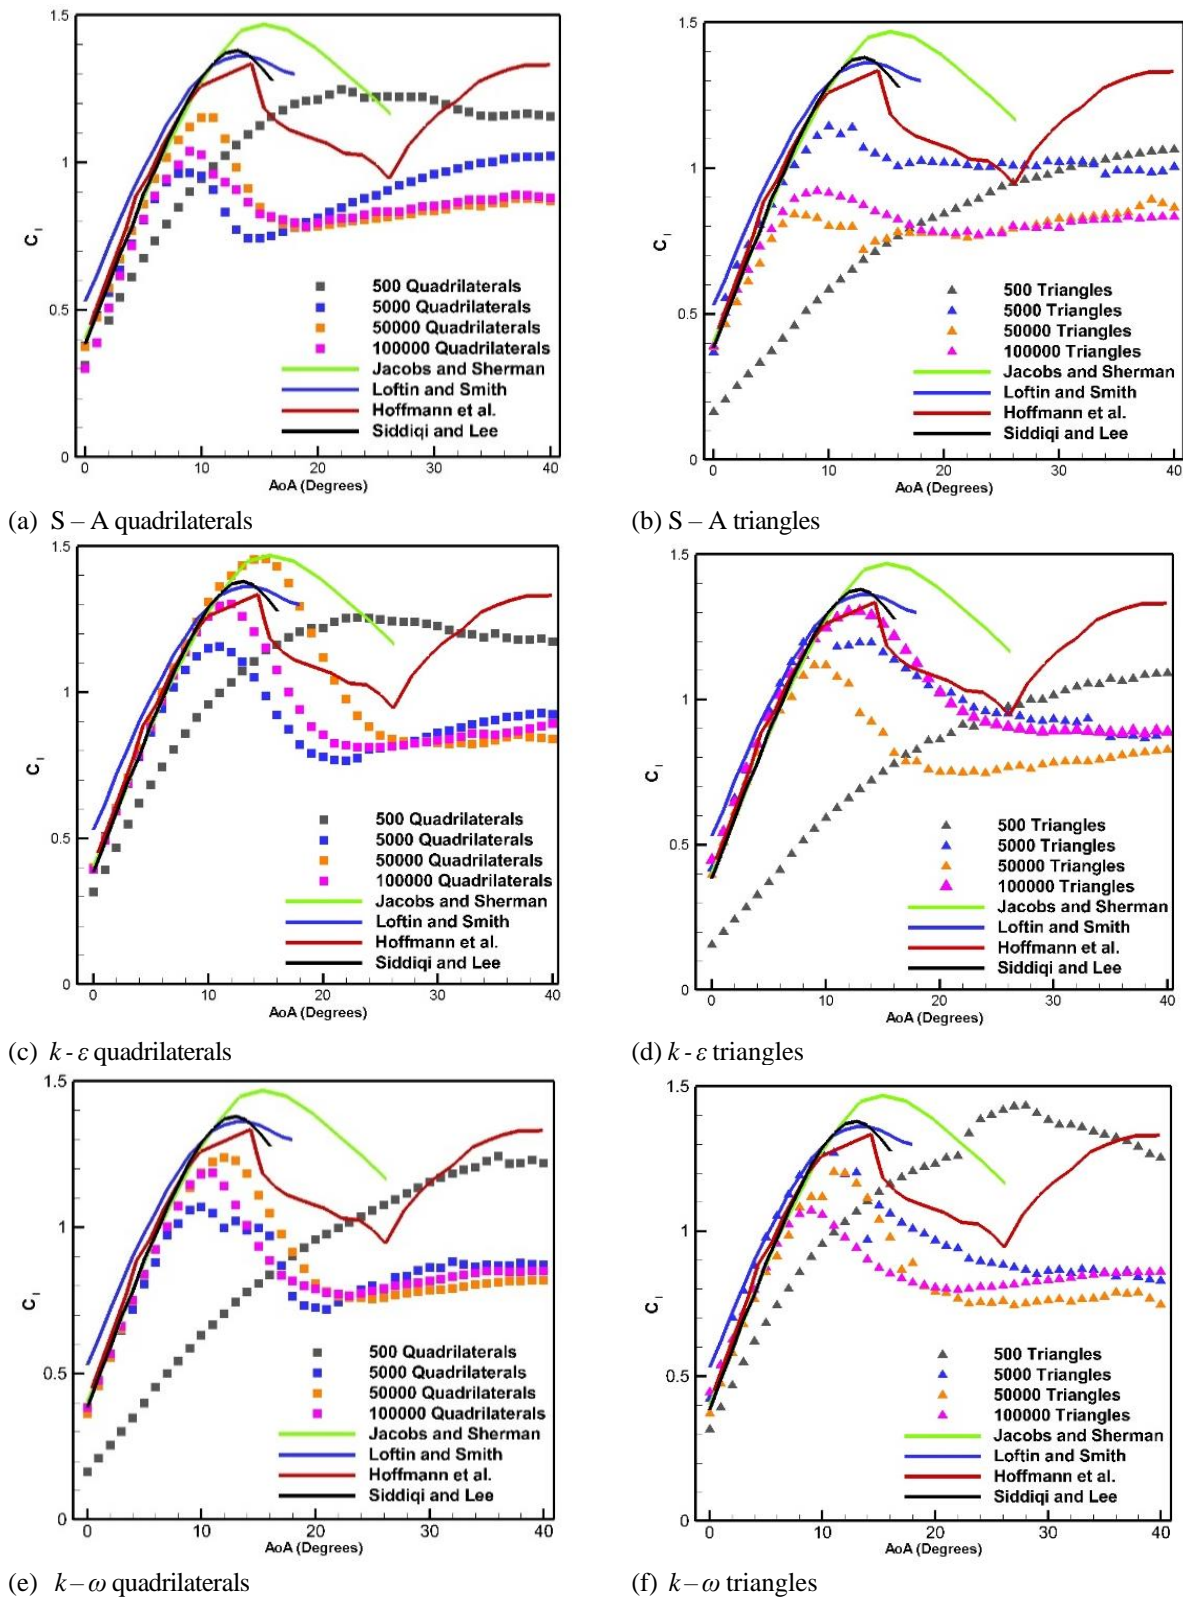 1.5
1
0.5
0
C l
500 Quadrilaterals
5000 Quadrilaterals
50000 Quadrilaterals
100000 Quadrilaterals
Jacobs and Sherman
Loftin and Smith
Hoffmann et al.
Siddiqi and Lee
0 10 20 30 40
AoA (Degrees)
(a) S – A quadrilaterals
1.5
1
0.5
0
C l
500 Triangles
5000 Triangles
50000 Triangles
100000 Triangles
Jacobs and Sherman
Loftin and Smith
Hoffmann et al.
Siddiqi and Lee
0 10 20 30 40
AoA (Degrees)
(b) S – A triangles
1.5
1
0.5
0
C l
500 Quadrilaterals
5000 Quadrilaterals
50000 Quadrilaterals
100000 Quadrilaterals
Jacobs and Sherman
Loftin and Smith
Hoffmann et al.
Siddiqi and Lee
0 10 20 30 40
AoA (Degrees)
(c) k - ε quadrilaterals
1.5
1
0.5
0
C l
500 Triangles
5000 Triangles
50000 Triangles
100000 Triangles
Jacobs and Sherman
Loftin and Smith
Hoffmann et al.
Siddiqi and Lee
0 10 20 30 40
AoA (Degrees)
(d) k - ε triangles
1.5
1
0.5
0
C l
500 Quadrilaterals
5000 Quadrilaterals
50000 Quadrilaterals
100000 Quadrilaterals
Jacobs and Sherman
Loftin and Smith
Hoffmann et al.
Siddiqi and Lee
0 10 20 30 40
AoA (Degrees)
(e) k – ω quadrilaterals
1.5
1
0.5
0
C l
500 Triangles
5000 Triangles
50000 Triangles
100000 Triangles
Jacobs and Sherman
Loftin and Smith
Hoffmann et al.
Siddiqi and Lee
0 10 20 30 40
AoA (Degrees)
(f) k – ω triangles